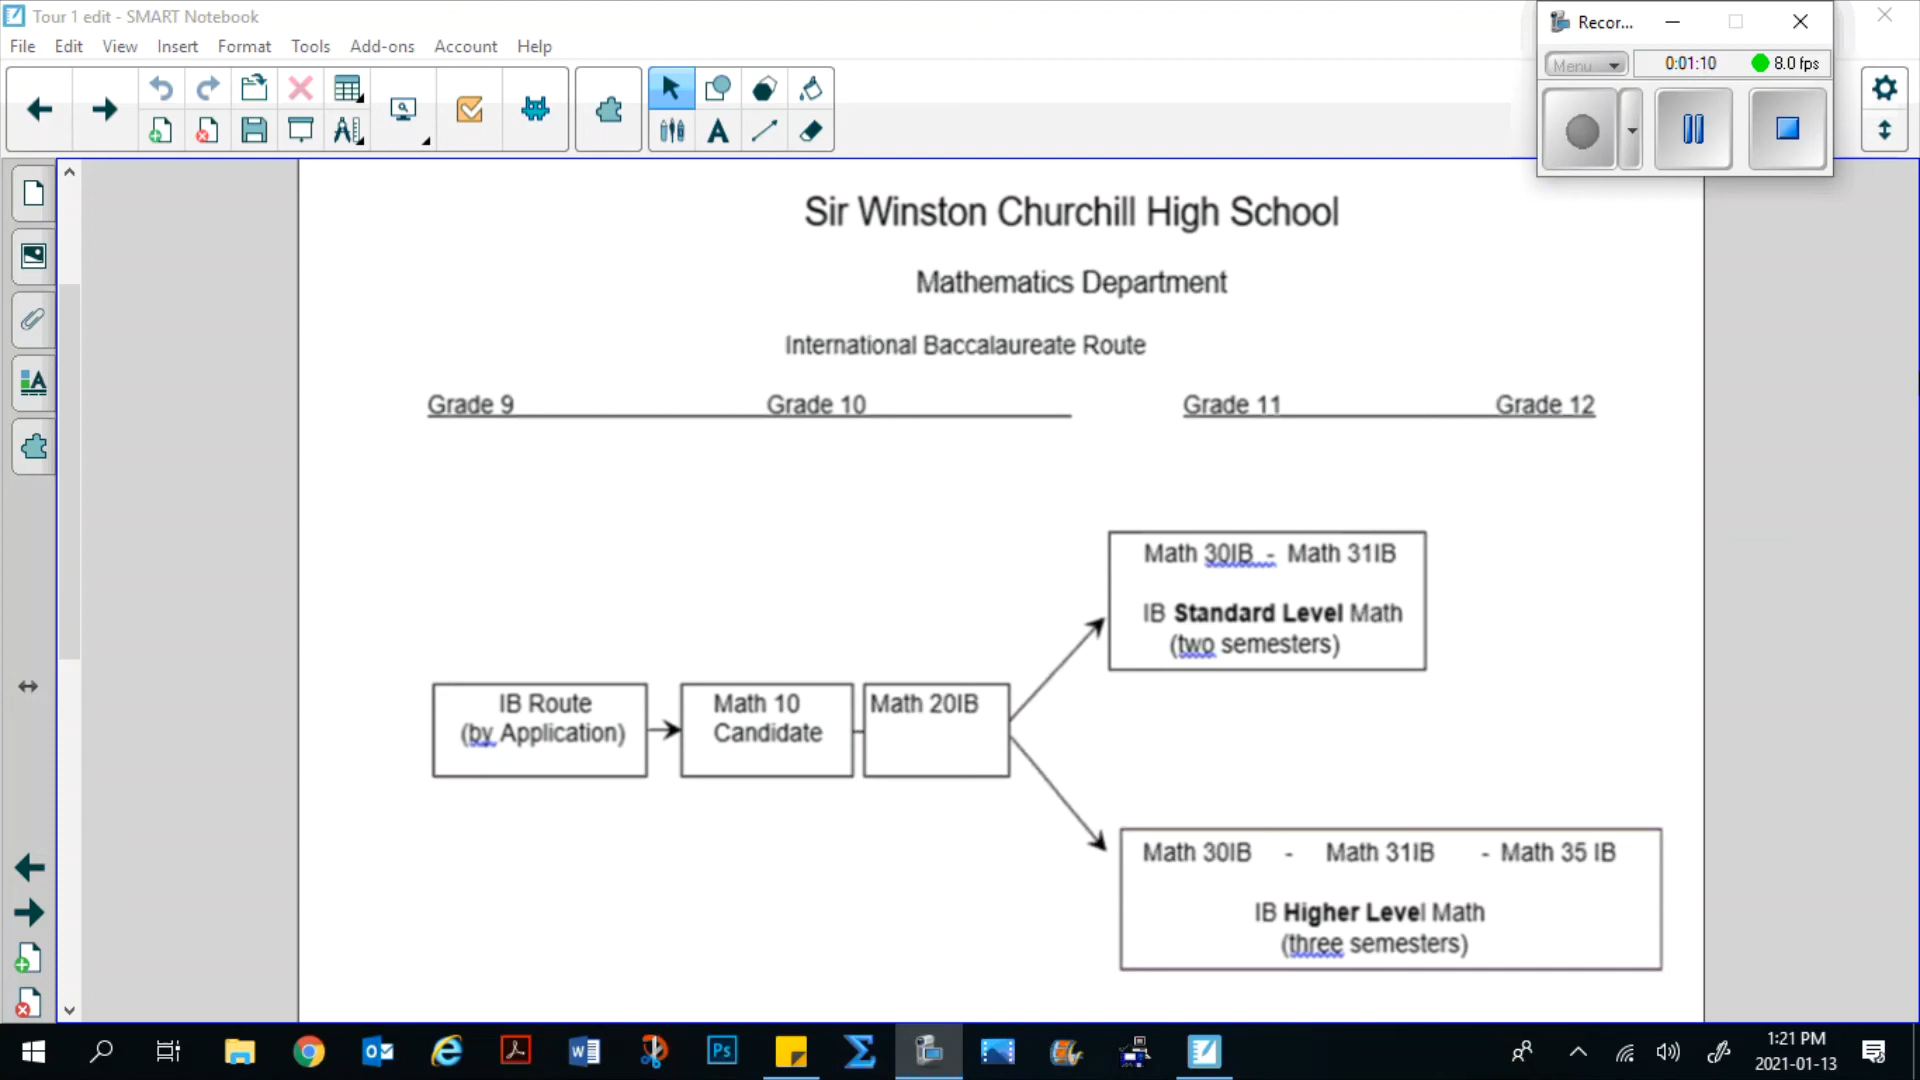 Tour 1 edit - SMART Notebook
File Edit View Insert Format Tools Add-ons Account Help
Recor...
Menu 0:01:10 8.0 fps
Sir Winston Churchill High School
Mathematics Department
International Baccalaureate Route
Grade 9 Grade 10 Grade 11 Grade 12
Math 30IB - Math 31IB
IB Standard Level Math
(two semesters)
IB Route
(by Application)
Math 10
Candidate
Math 20IB
Math 30IB - Math 31IB - Math 35 IB
IB Higher Level Math
(three semesters)
1:21 PM
2021-01-13